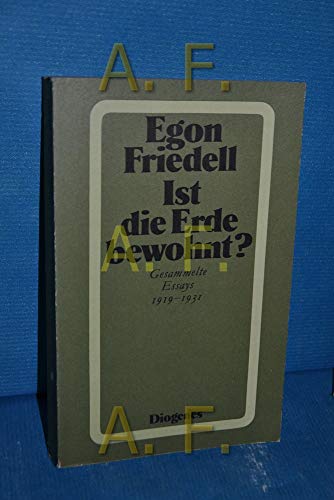 A. F.
Egon
Friedell
Ist
die Erde
A. F.
bewohnt?
Gesammelte
Essays
1919–1931
A. F.
Diogenes
A. F.